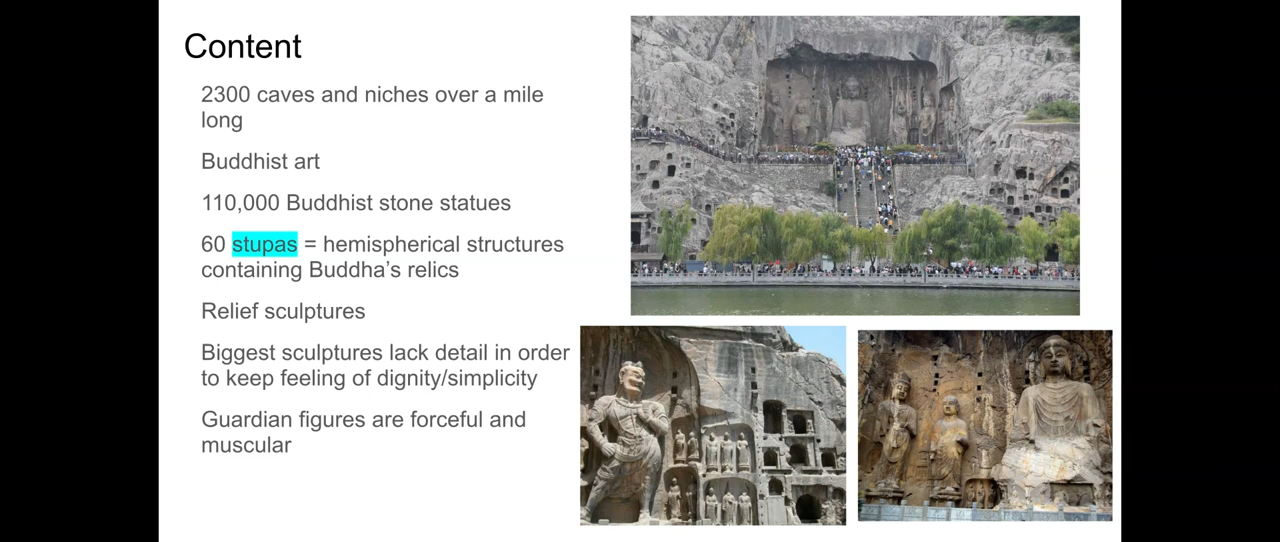 Content
2300 caves and niches over a mile
long
Buddhist art
110,000 Buddhist stone statues
60 stupas = hemispherical structures
containing Buddha’s relics
Relief sculptures
Biggest sculptures lack detail in order
to keep feeling of dignity/simplicity
Guardian figures are forceful and
muscular